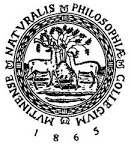 NATVRALIS PHILOSOPHIÆ COLLEGIVM MVTINENSE
1865